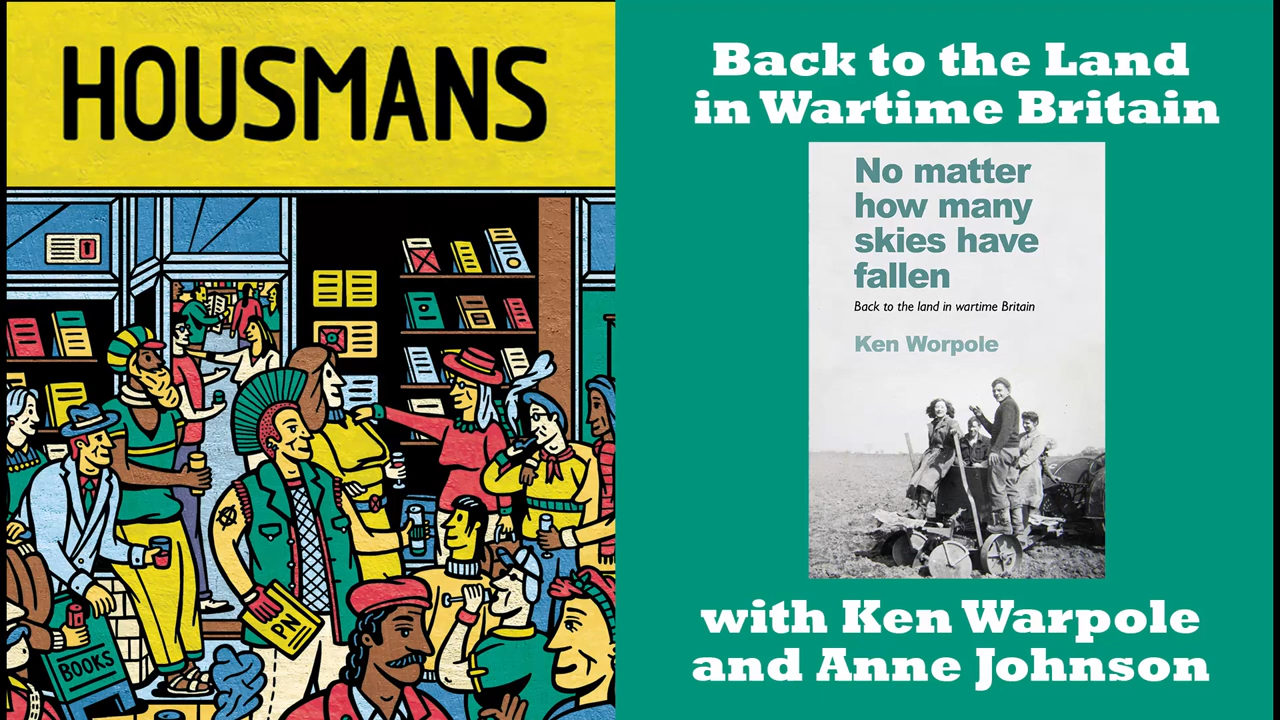 HOUSMANS
BOOKS
PN
Back to the Land
in Wartime Britain
No matter
how many
skies have
fallen
Back to the land in wartime Britain
Ken Worpole
with Ken Warpole
and Anne Johnson